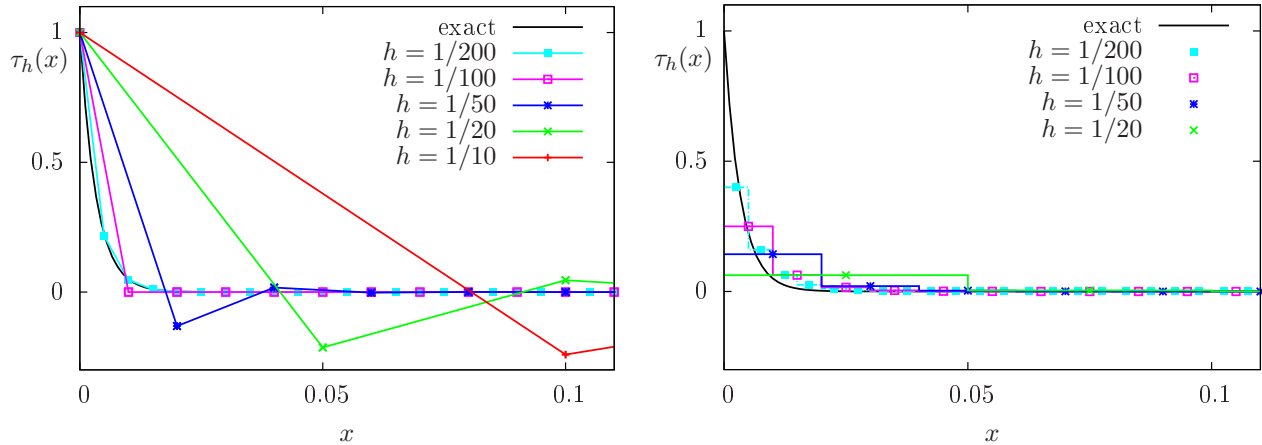 1
τh(x)
0.5
0
exact
h = 1/200
h = 1/100
h = 1/50
h = 1/20
h = 1/10
0
0.05
0.1
x
1
τh(x)
0.5
0
exact
h = 1/200
h = 1/100
h = 1/50
h = 1/20
0
0.05
0.1
x